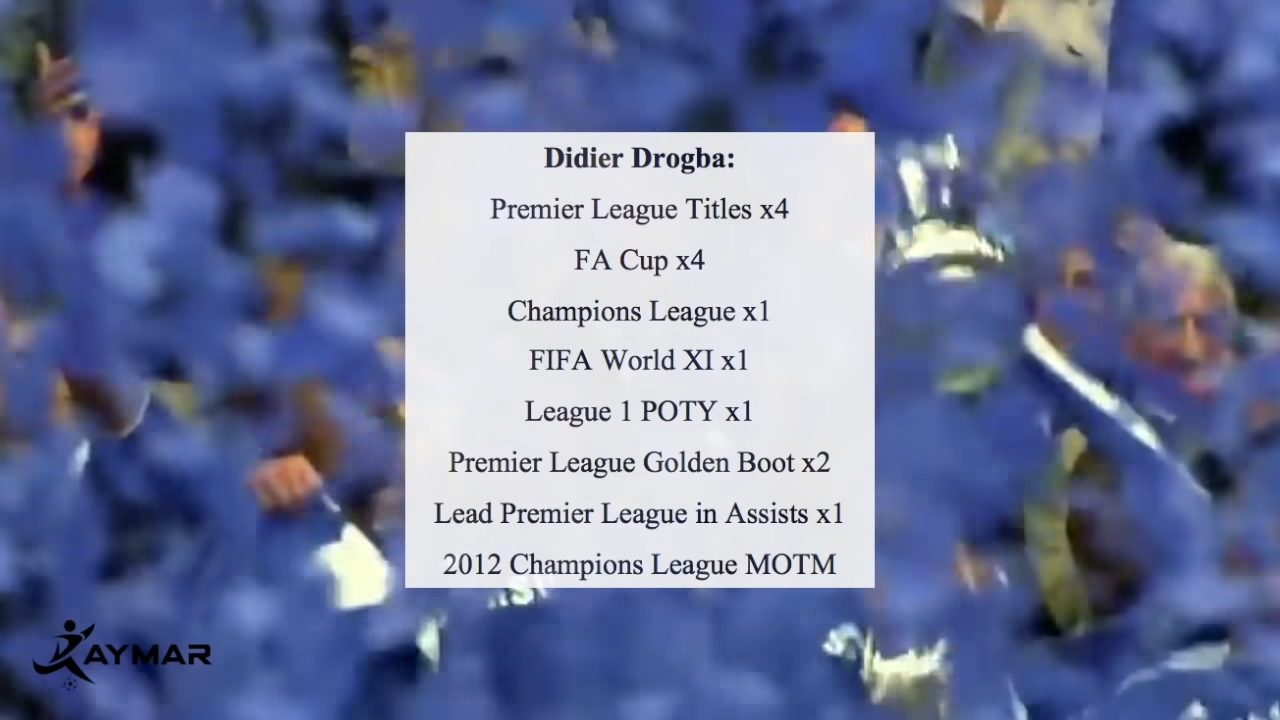 Didier Drogba:
Premier League Titles x4
FA Cup x4
Champions League x1
FIFA World XI x1
League 1 POTY x1
Premier League Golden Boot x2
Lead Premier League in Assists x1
2012 Champions League MOTM
KAYMAR